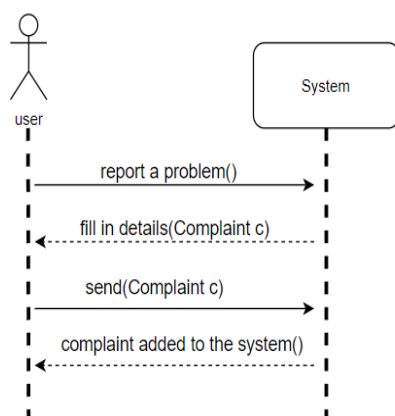 System
user
report a problem()
fill in details(Complaint c)
send(Complaint c)
complaint added to the system()